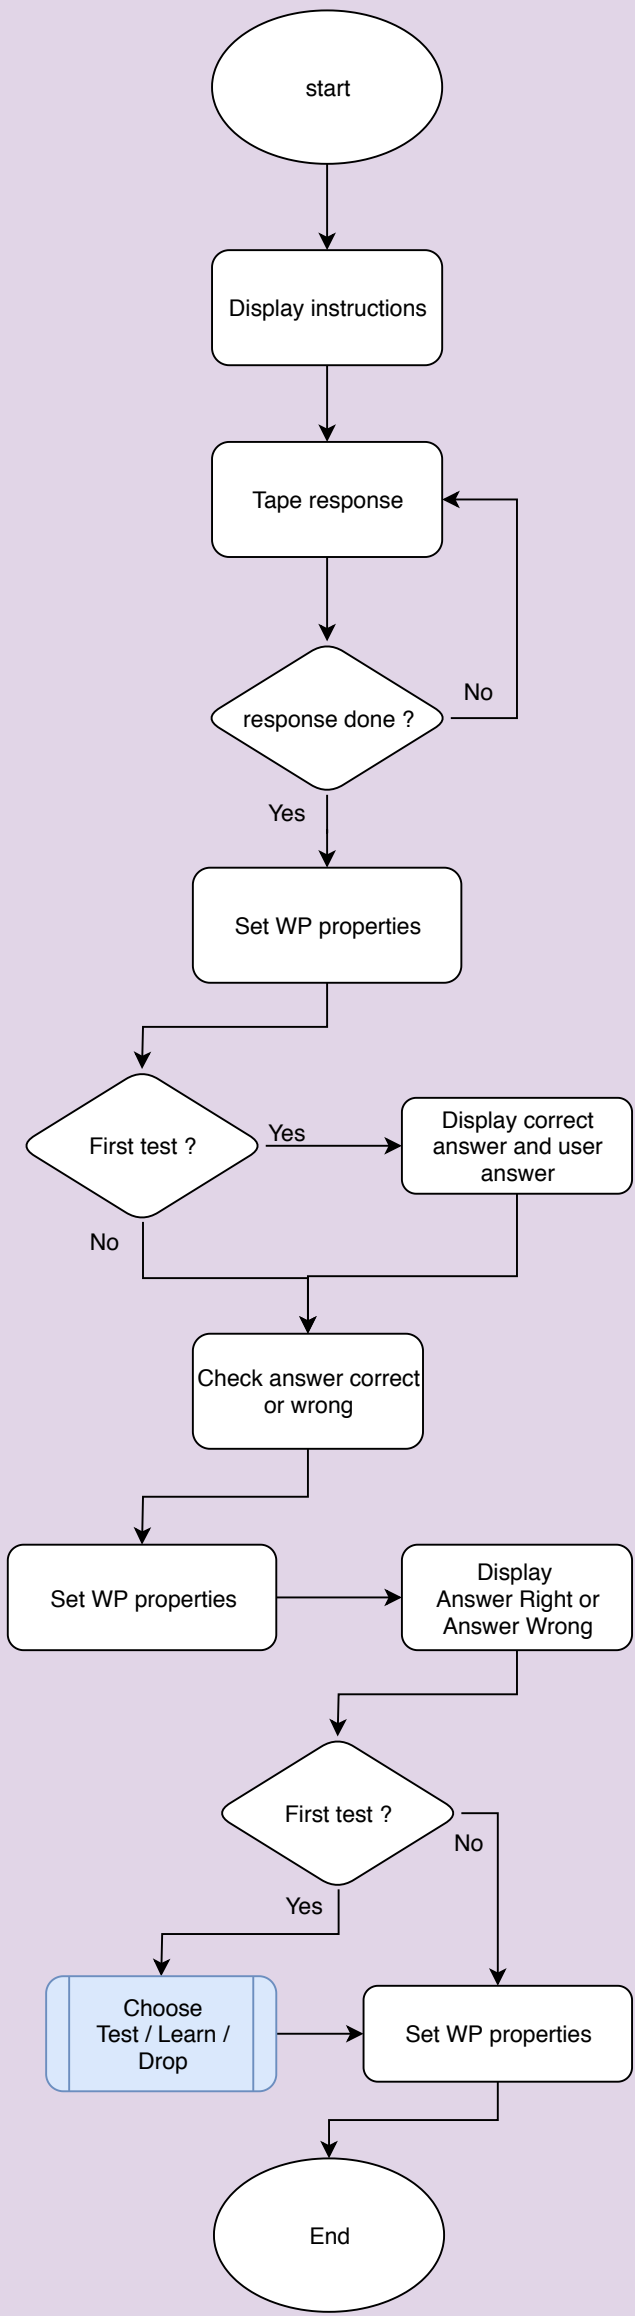 start
Display instructions
Tape response
response done ?
No
Yes
Set WP properties
First test ?
Yes
Display correct
answer and user
answer
No
Check answer correct
or wrong
Set WP properties
Display
Answer Right or
Answer Wrong
First test ?
No
Yes
Choose
Test / Learn /
Drop
Set WP properties
End